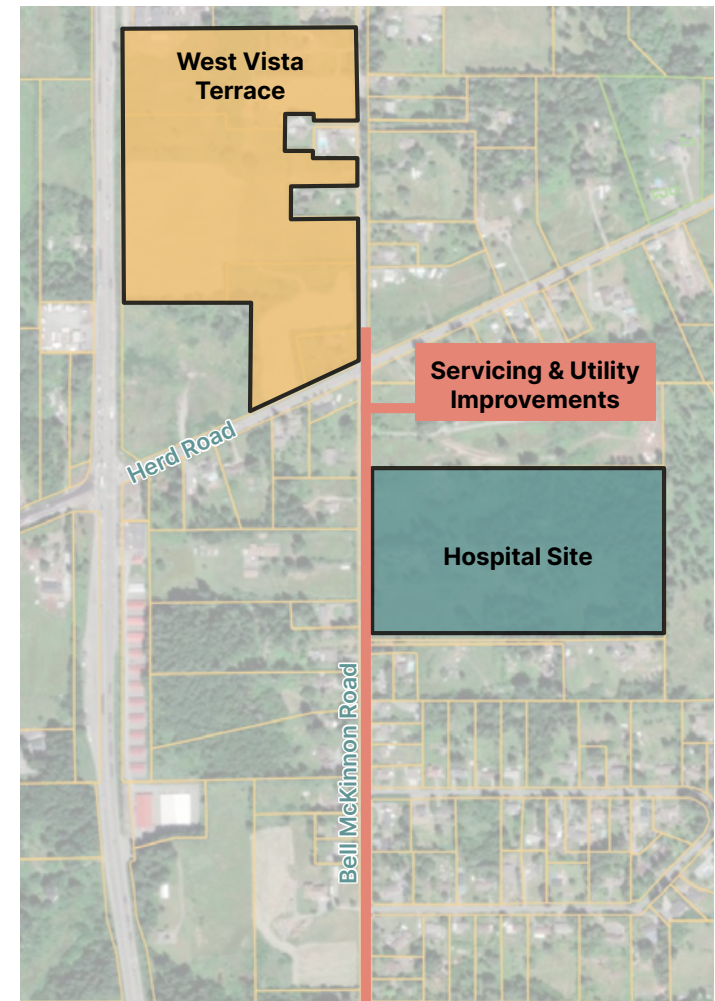 West Vista
Terrace
Servicing & Utility
Improvements
Herd Road
Hospital Site
Bell McKinnon Road